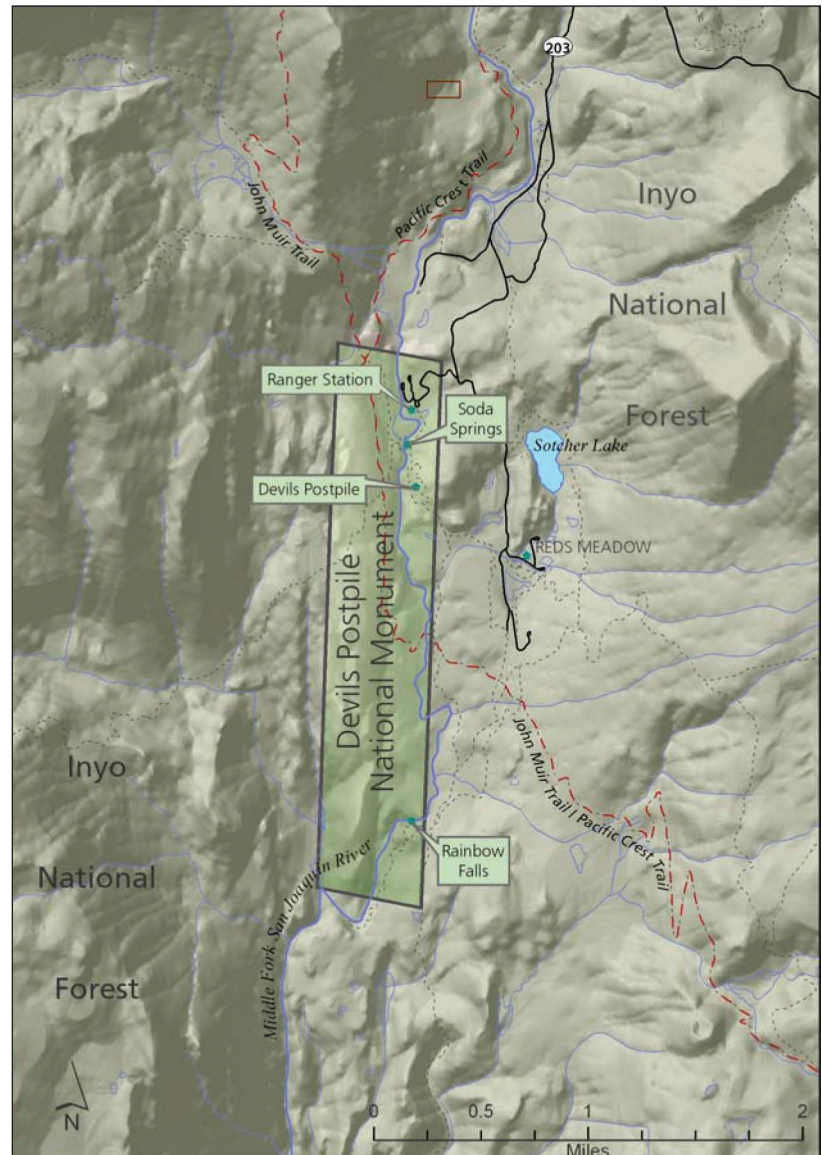 203
Inyo
National
Forest
John Muir Trail
Pacific Crest Trail
Ranger Station
Soda
Springs
Sotcher Lake
Devils Postpile
REDS MEADOW
Devils Postpile
National Monument
John Muir Trail / Pacific Crest Trail
Inyo
National
Forest
Rainbow
Falls
Middle Fork San Joaquin River
N
0 0.5 1 2
Miles